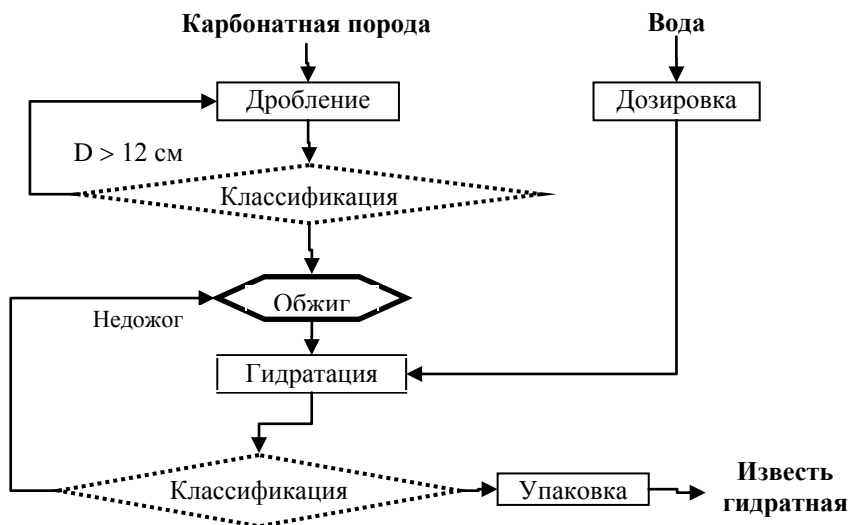 Карбонатная порода
Вода
Дробление
Дозировка
D > 12 см
Классификация
Обжиг
Недожог
Гидратация
Классификация
Упаковка
Известь
гидратная